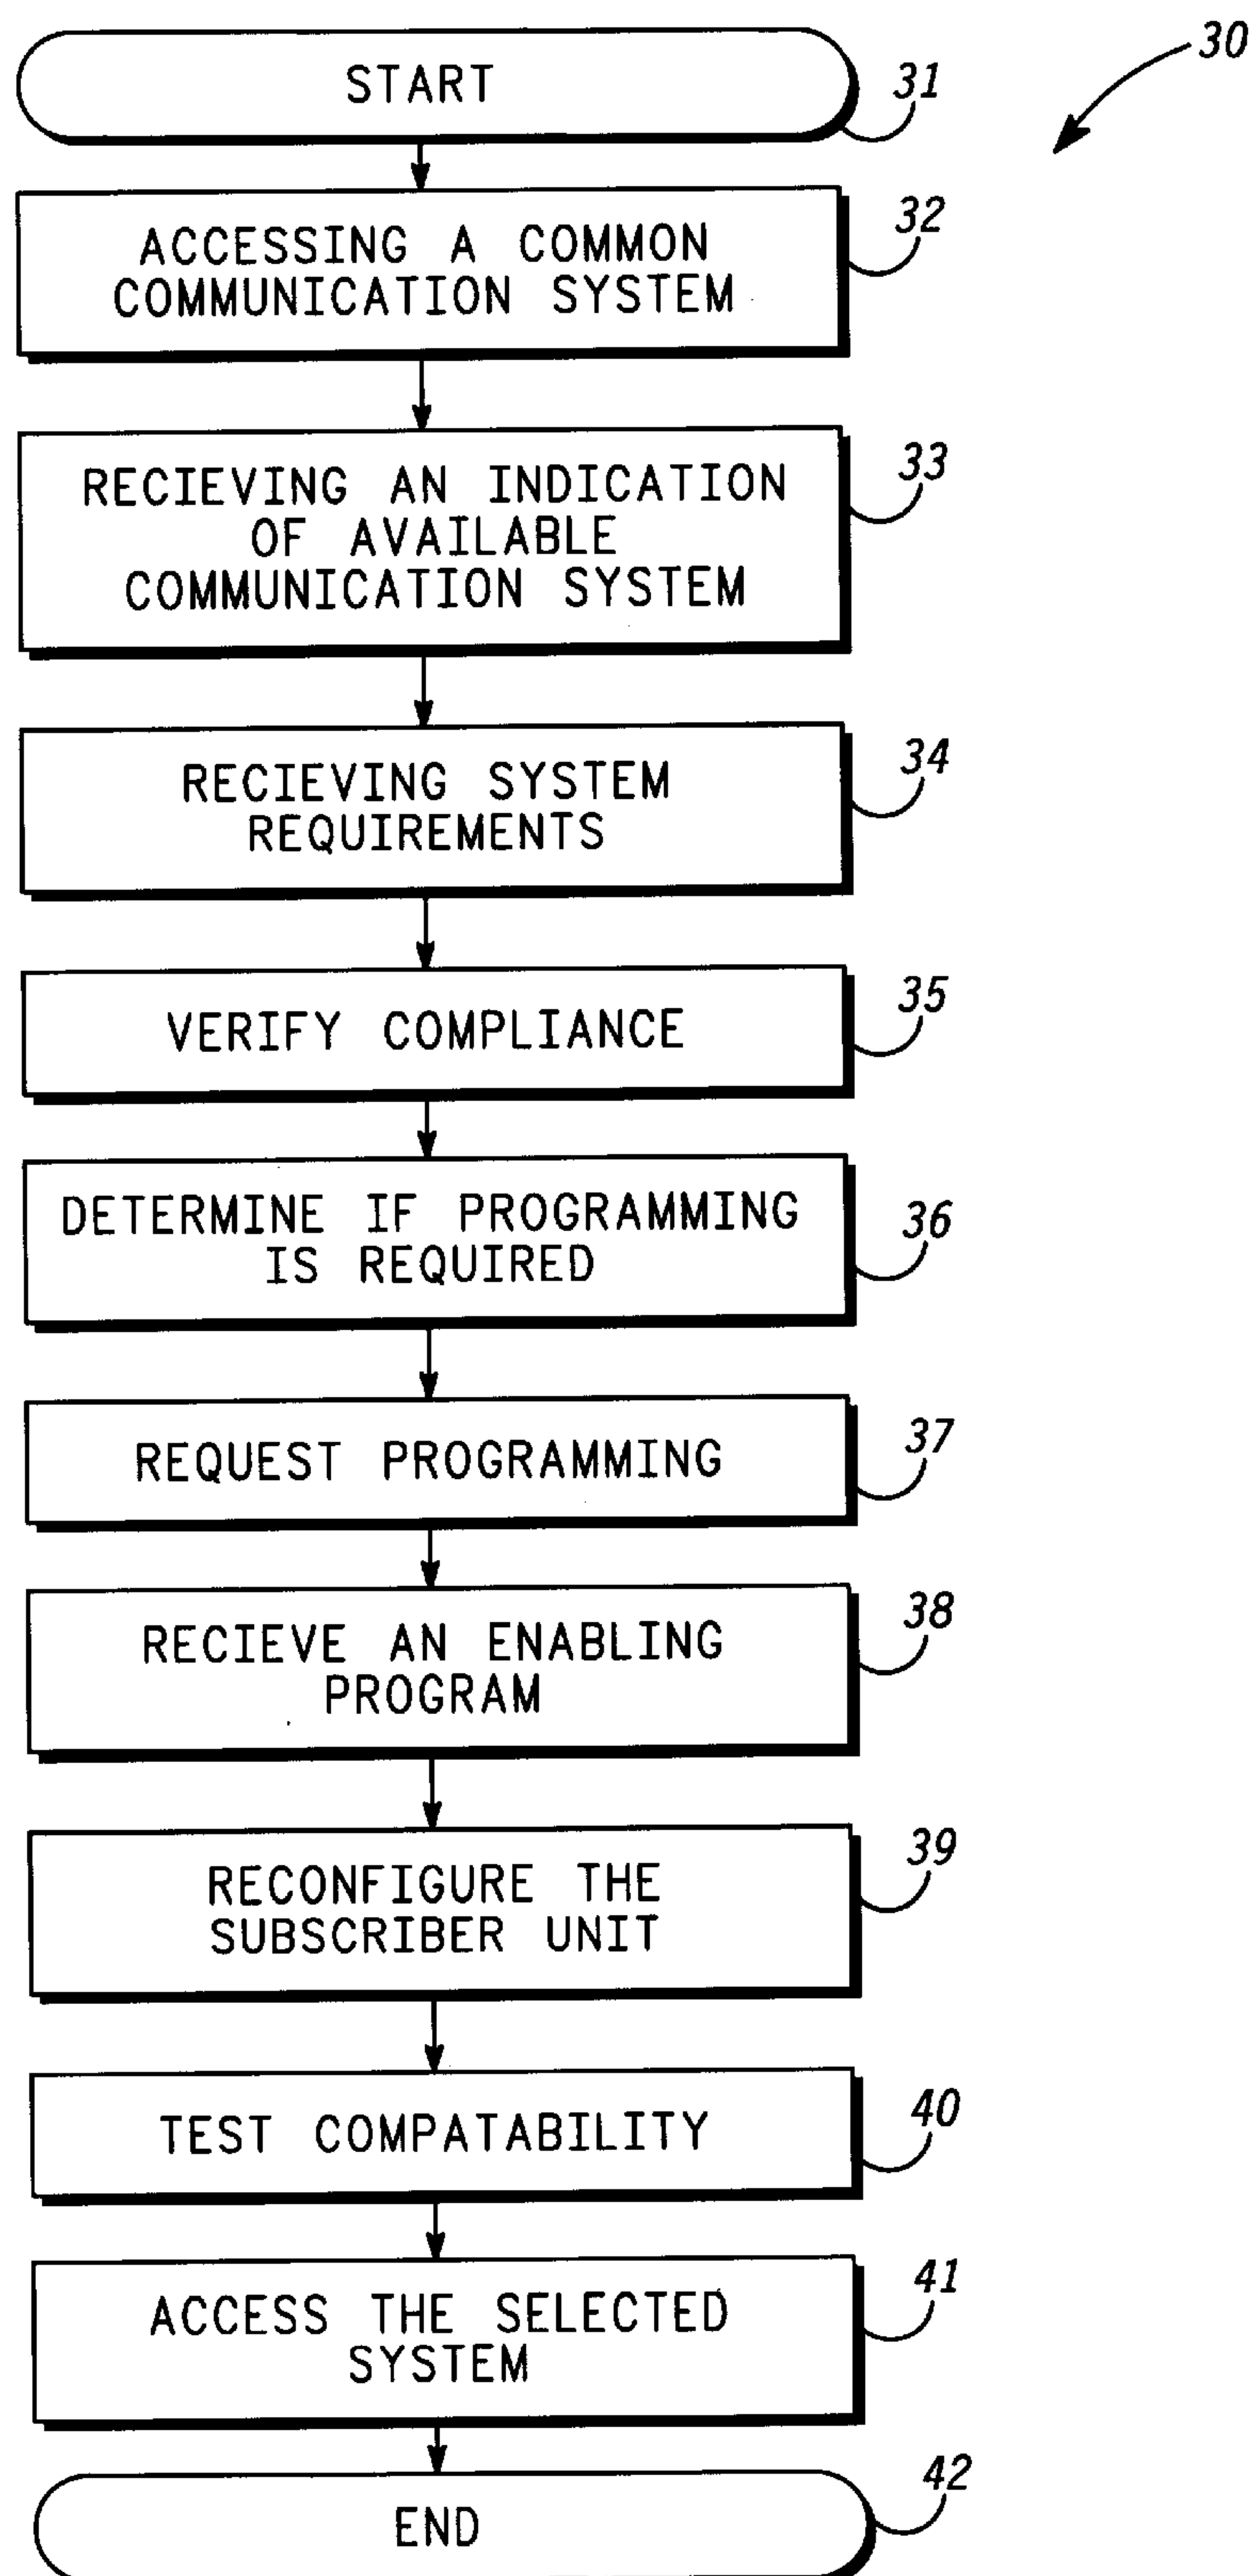 30
START
31
ACCESSING A COMMON
COMMUNICATION SYSTEM
32
RECIEVING AN INDICATION
OF AVAILABLE
COMMUNICATION SYSTEM
33
RECIEVING SYSTEM
REQUIREMENTS
34
VERIFY COMPLIANCE
35
DETERMINE IF PROGRAMMING
IS REQUIRED
36
REQUEST PROGRAMMING
37
RECIEVE AN ENABLING
PROGRAM
38
RECONFIGURE THE
SUBSCRIBER UNIT
39
TEST COMPATABILITY
40
ACCESS THE SELECTED
SYSTEM
41
END
42